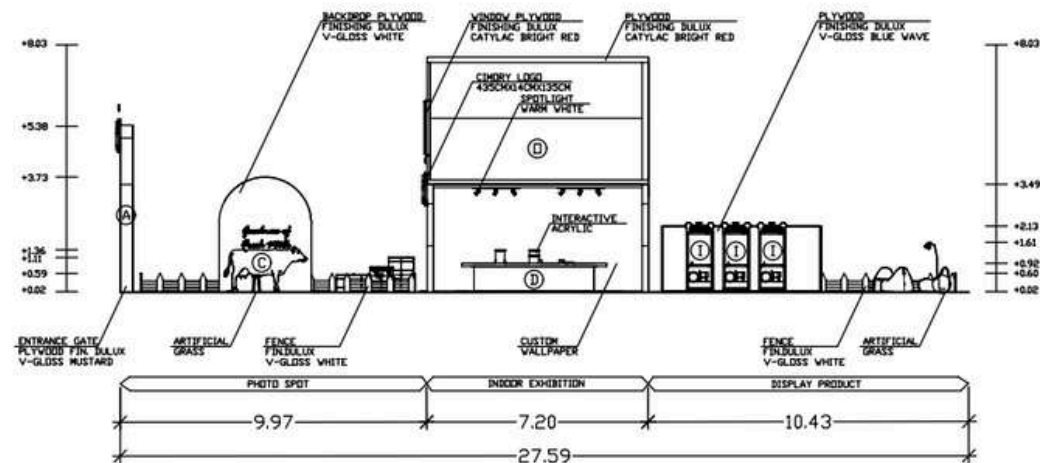 BACKDROP PLYWOOD
FINISHING DULUX
V-GLOSS WHITE
WINDOW PLYWOOD
FINISHING DULUX
CATYLAC BRIGHT RED
PLYWOOD
FINISHING DULUX
CATYLAC BRIGHT RED
PLYWOOD
FINISHING DULUX
V-GLOSS BLUE WAVE
CIMORY LOGO
435CMX14CMX135CM
SPOTLIGHT
WARM WHITE
+8.03
+5.38
+3.73
+1.36
+1.11
+0.59
+0.02
+8.03
+3.49
+2.13
+1.61
+0.92
+0.60
+0.02
A
Goodness of
Fresh Milk
C
D
INTERACTIVE
ACRYLIC
D
I
I
I
ENTRANCE GATE
PLYWOOD FIN. DULUX
V-GLOSS MUSTARD
ARTIFICIAL
GRASS
FENCE
FIN.DULUX
V-GLOSS WHITE
CUSTOM
WALLPAPER
FENCE
FIN.DULUX
V-GLOSS WHITE
ARTIFICIAL
GRASS
PHOTO SPOT
INDOOR EXHIBITION
DISPLAY PRODUCT
9.97
7.20
10.43
27.59